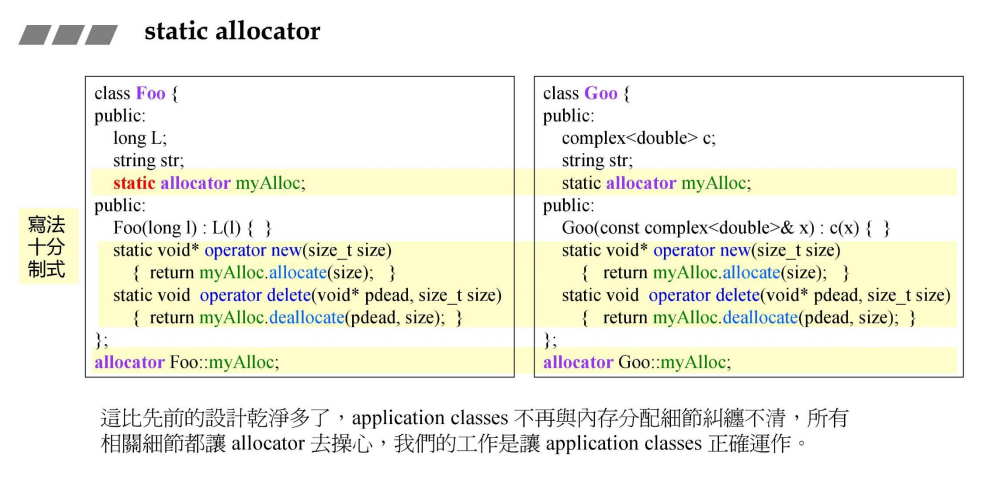 static allocator
class Foo {
public:
long L;
string str;
static allocator myAlloc;
public:
Foo(long l) : L(l) { }
static void* operator new(size_t size)
{ return myAlloc.allocate(size); }
static void operator delete(void* pdead, size_t size)
{ return myAlloc.deallocate(pdead, size); }
};
allocator Foo::myAlloc;
class Goo {
public:
complex<double> c;
string str;
static allocator myAlloc;
public:
Goo(const complex<double>& x) : c(x) { }
static void* operator new(size_t size)
{ return myAlloc.allocate(size); }
static void operator delete(void* pdead, size_t size)
{ return myAlloc.deallocate(pdead, size); }
};
allocator Goo::myAlloc;
寫法
十分
制式
這比先前的設計乾淨多了，application classes 不再與內存分配細節糾纏不清，所有
相關細節都讓 allocator 去操心，我們的工作是讓 application classes 正確運作。